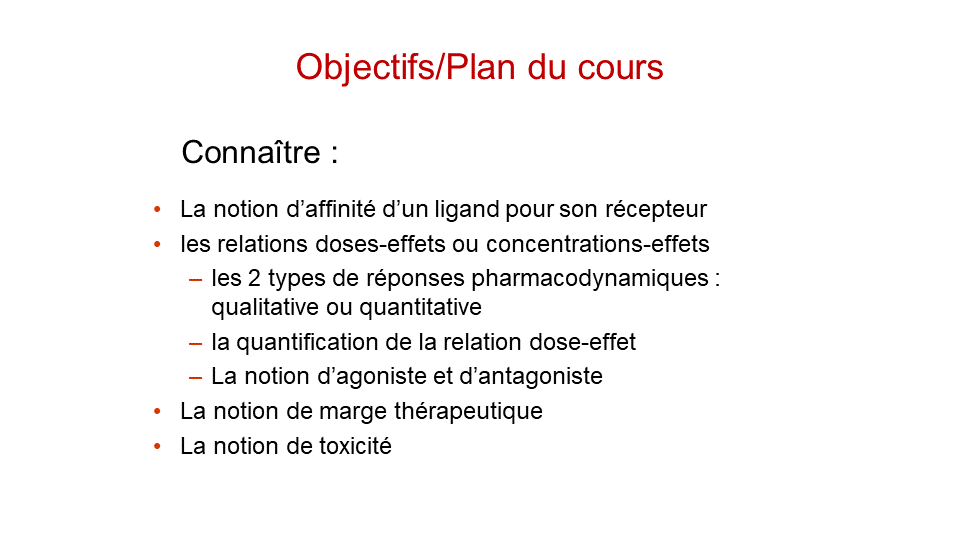 Objectifs/Plan du cours
Connaître :
• La notion d’affinité d’un ligand pour son récepteur
• les relations doses-effets ou concentrations-effets
– les 2 types de réponses pharmacodynamiques :
qualitative ou quantitative
– la quantification de la relation dose-effet
– La notion d’agoniste et d’antagoniste
• La notion de marge thérapeutique
• La notion de toxicité